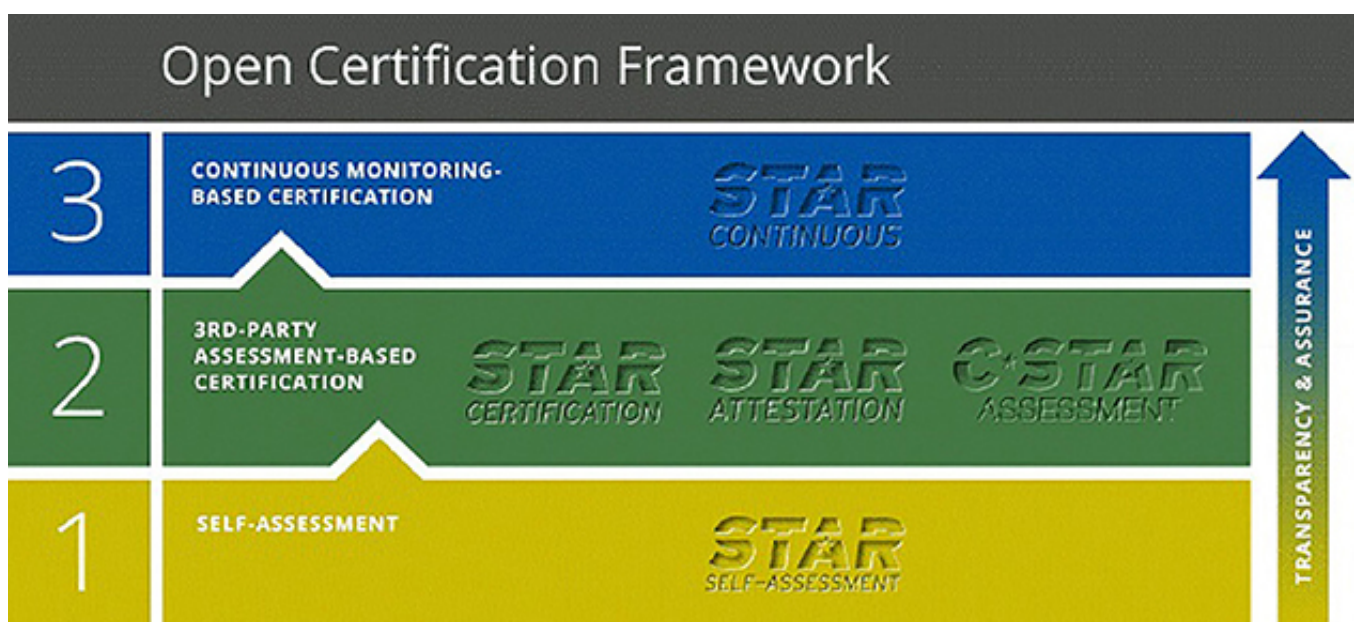 Open Certification Framework
3
CONTINUOUS MONITORING-
BASED CERTIFICATION
STAR
CONTINUOUS
2
3RD-PARTY
ASSESSMENT-BASED
CERTIFICATION
STAR
CERTIFICATION
STAR
ATTESTATION
C★STAR
ASSESSMENT
1
SELF-ASSESSMENT
STAR
SELF-ASSESSMENT
TRANSPARENCY & ASSURANCE